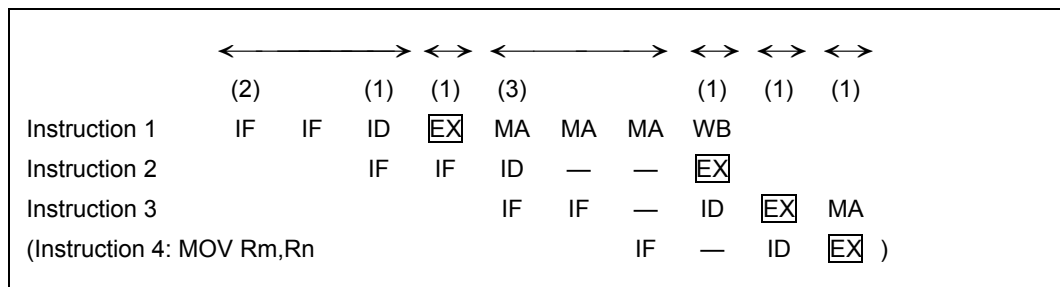 (2) (1) (1) (3) (1) (1) (1)
Instruction 1 IF IF ID EX MA MA MA WB
Instruction 2 IF IF ID — — EX
Instruction 3 IF IF — ID EX MA
(Instruction 4: MOV Rm,Rn IF — ID EX )